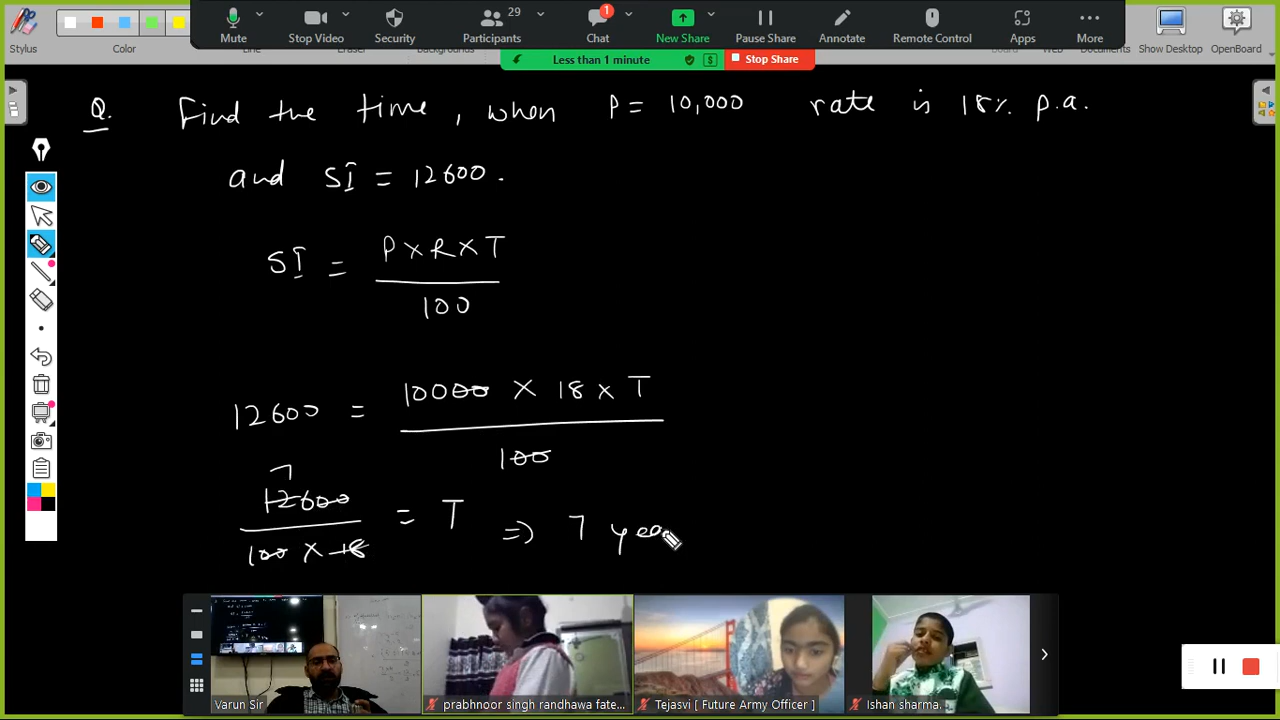 Mute
Stop Video
Security
Participants
29
Chat
1
New Share
Pause Share
Annotate
Remote Control
Apps
More
Stylus
Color
Backgrounds
Show Desktop
OpenBoard
Less than 1 minute
Stop Share
Q. Find the time, when P = 10,000 rate is 18% p.a.
and SI = 12600.
SI = P×R×T
100
12600 = 10000 × 18 × T
100
7
12600 = T => 7 yea
100 × 18
Varun Sir
prabhnoor singh randhawa fate...
Tejasvi [ Future Army Officer ]
Ishan sharma.